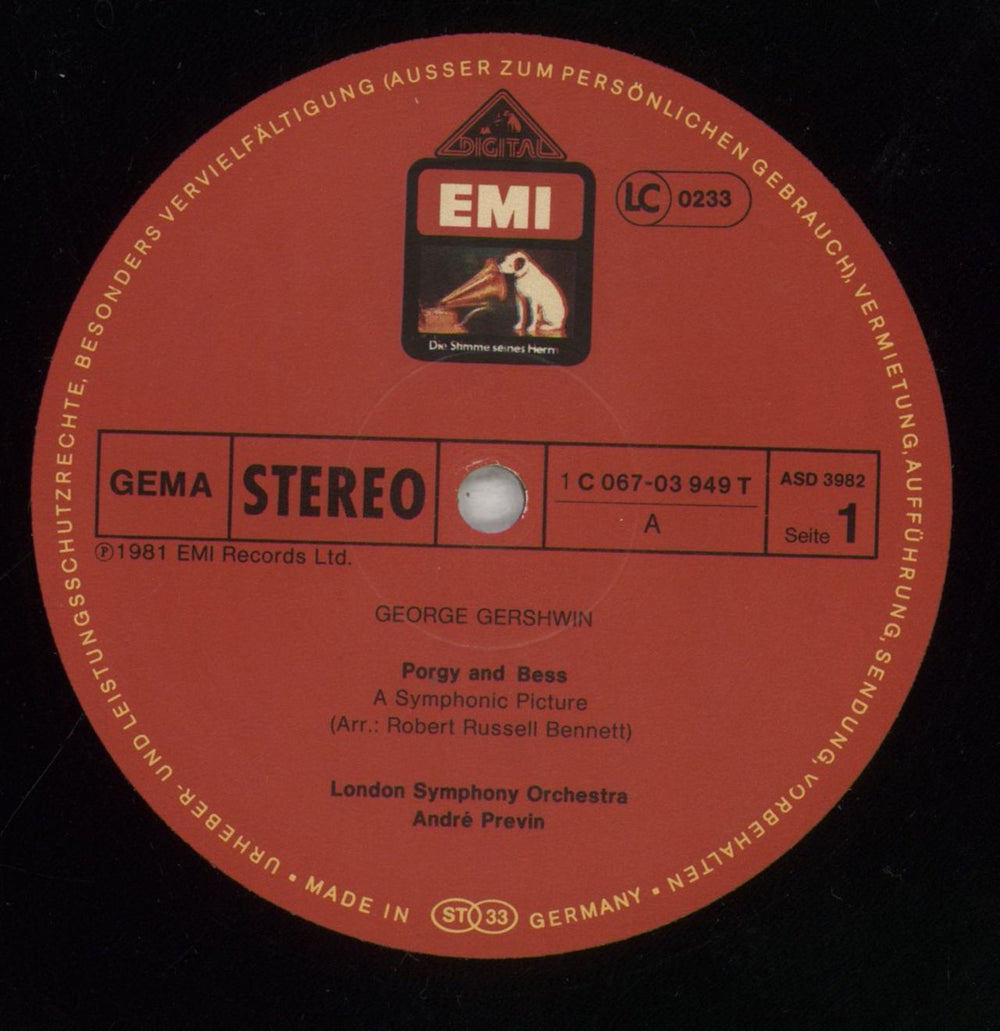 URHEBER- UND LEISTUNGSSCHUTZRECHTE, BESONDERS VERVIELFÄLTIGUNG (AUSSER ZUM PERSÖNLICHEN GEBRAUCH), VERMIETUNG, AUFFÜHRUNG, SENDUNG, VORBEHALTEN •
DIGITAL
EMI
LC 0233
Die Stimme seines Herrn
GEMA STEREO 1 C 067-03 949 T ASD 3982
A Seite 1
℗ 1981 EMI Records Ltd.
GEORGE GERSHWIN
Porgy and Bess
A Symphonic Picture
(Arr.: Robert Russell Bennett)
London Symphony Orchestra
André Previn
• MADE IN ST 33 GERMANY